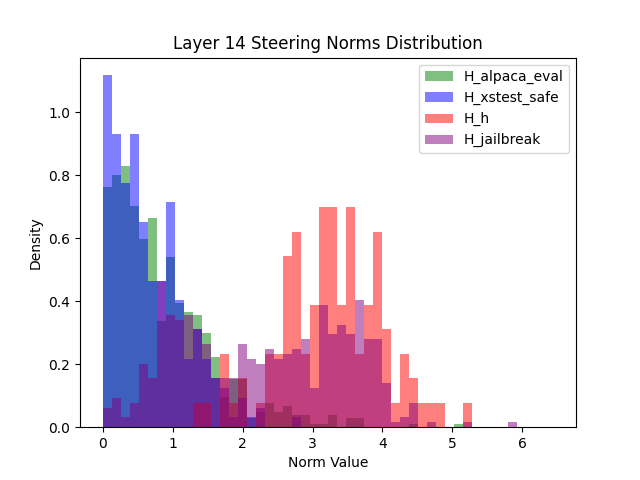 Layer 14 Steering Norms Distribution
H_alpaca_eval
H_xstest_safe
H_h
H_jailbreak
Density
1.0
0.8
0.6
0.4
0.2
0.0
0 1 2 3 4 5 6
Norm Value